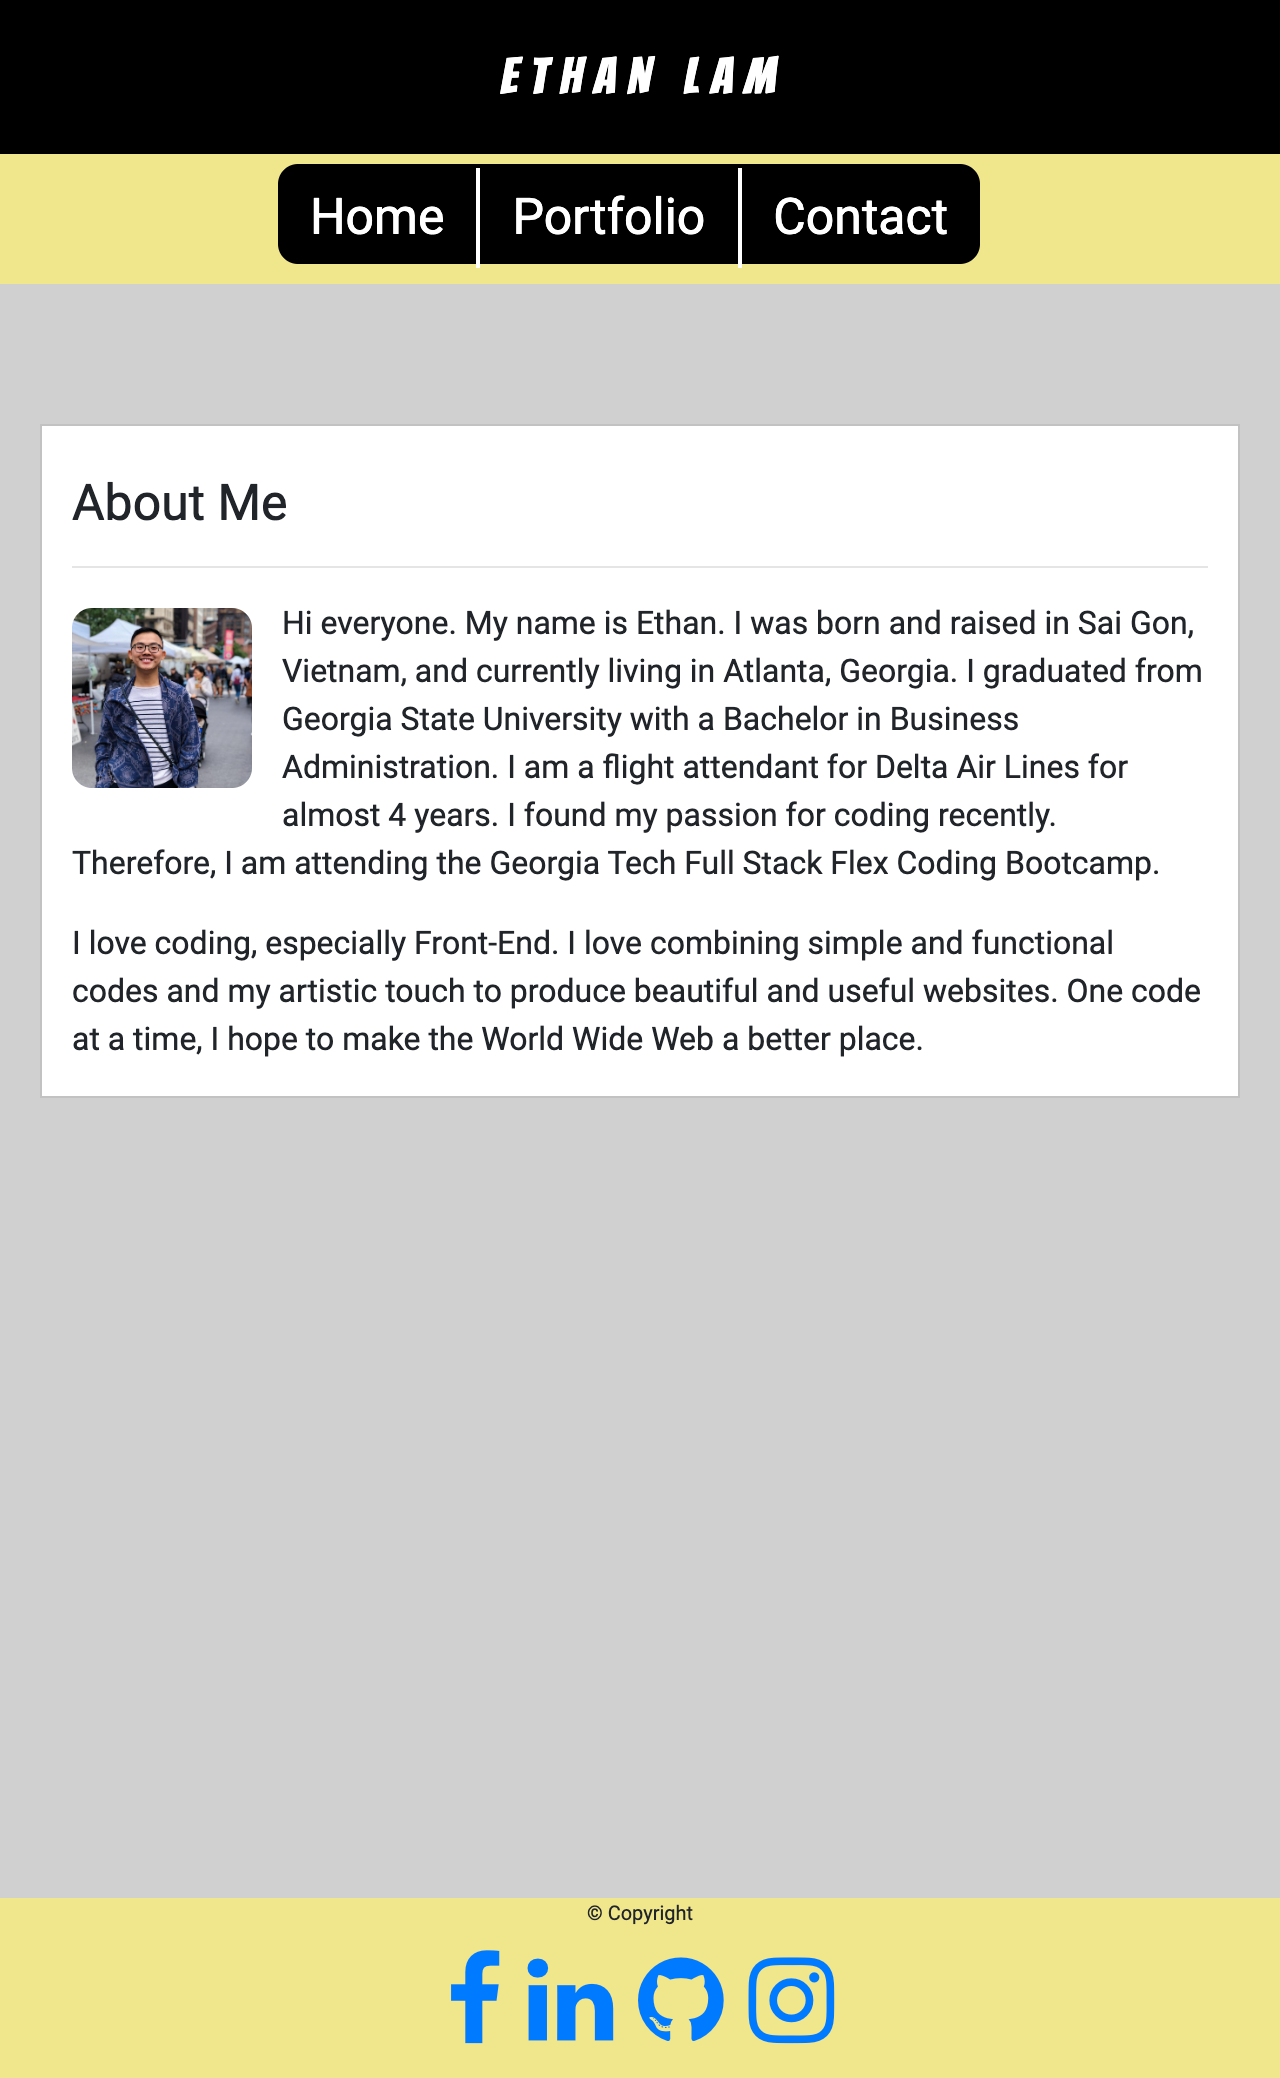 ETHAN LAM
Home
Portfolio
Contact
About Me
Hi everyone. My name is Ethan. I was born and raised in Sai Gon,
Vietnam, and currently living in Atlanta, Georgia. I graduated from
Georgia State University with a Bachelor in Business
Administration. I am a flight attendant for Delta Air Lines for
almost 4 years. I found my passion for coding recently.
Therefore, I am attending the Georgia Tech Full Stack Flex Coding Bootcamp.
I love coding, especially Front-End. I love combining simple and functional
codes and my artistic touch to produce beautiful and useful websites. One code
at a time, I hope to make the World Wide Web a better place.
© Copyright